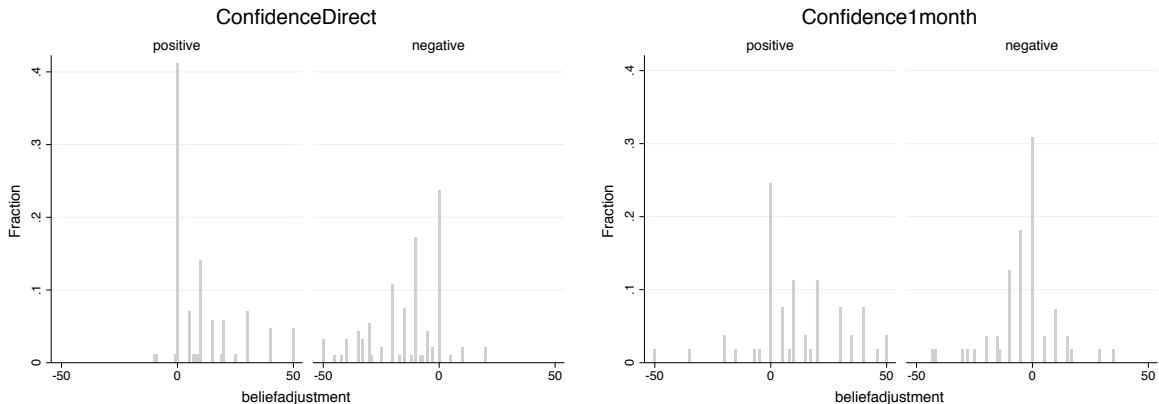 ConfidenceDirect
positive
negative
Fraction
.4
.3
.2
.1
0
-50
0
50
-50
0
50
beliefadjustment
Confidence1month
positive
negative
Fraction
.4
.3
.2
.1
0
-50
0
50
-50
0
50
beliefadjustment